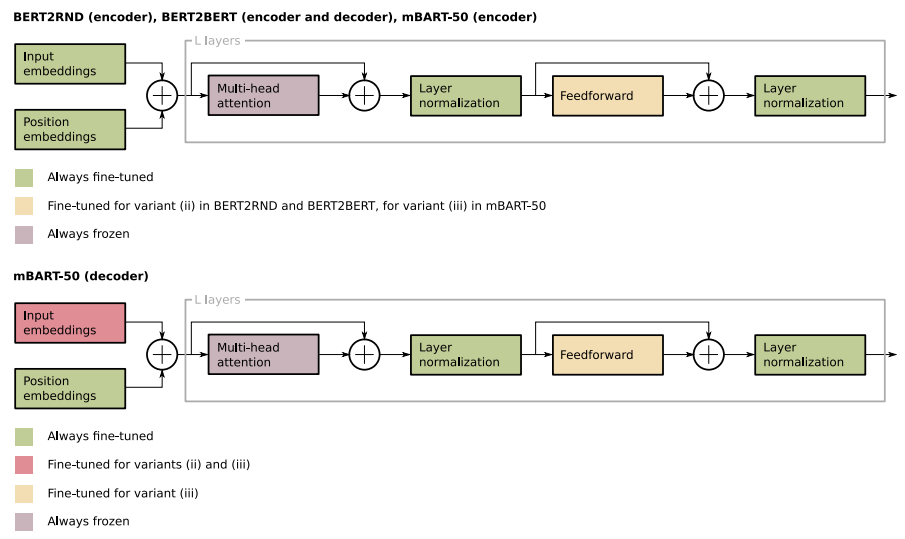 BERT2RND (encoder), BERT2BERT (encoder and decoder), mBART-50 (encoder)
L layers
Input
embeddings
Position
embeddings
Multi-head
attention
Layer
normalization
Feedforward
Layer
normalization
Always fine-tuned
Fine-tuned for variant (ii) in BERT2RND and BERT2BERT, for variant (iii) in mBART-50
Always frozen
mBART-50 (decoder)
L layers
Input
embeddings
Position
embeddings
Multi-head
attention
Layer
normalization
Feedforward
Layer
normalization
Always fine-tuned
Fine-tuned for variants (ii) and (iii)
Fine-tuned for variant (iii)
Always frozen